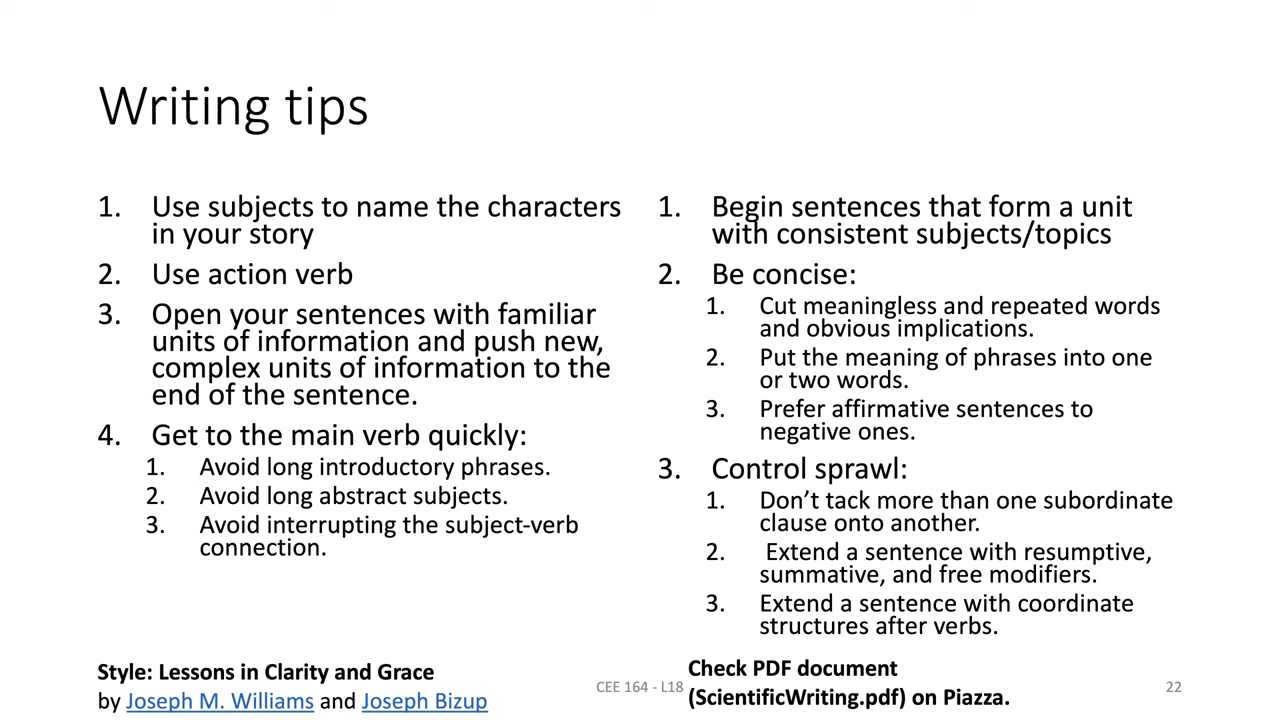 Writing tips
1. Use subjects to name the characters
in your story
2. Use action verb
3. Open your sentences with familiar
units of information and push new,
complex units of information to the
end of the sentence.
4. Get to the main verb quickly:
1. Avoid long introductory phrases.
2. Avoid long abstract subjects.
3. Avoid interrupting the subject-verb
connection.
1. Begin sentences that form a unit
with consistent subjects/topics
2. Be concise:
1. Cut meaningless and repeated words
and obvious implications.
2. Put the meaning of phrases into one
or two words.
3. Prefer affirmative sentences to
negative ones.
3. Control sprawl:
1. Don’t tack more than one subordinate
clause onto another.
2. Extend a sentence with resumptive,
summative, and free modifiers.
3. Extend a sentence with coordinate
structures after verbs.
Style: Lessons in Clarity and Grace
by Joseph M. Williams and Joseph Bizup
CEE 164 - L18
Check PDF document
(ScientificWriting.pdf) on Piazza.
22